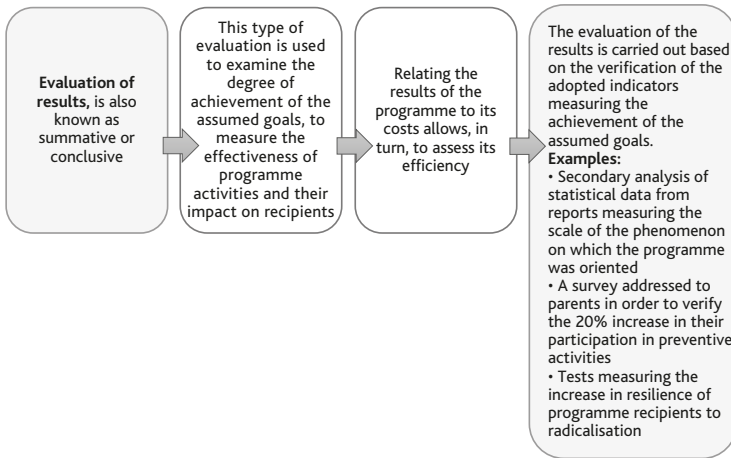 Evaluation of
results, is also
known as
summative or
conclusive
This type of
evaluation is used
to examine the
degree of
achievement of the
assumed goals, to
measure the
effectiveness of
programme
activities and their
impact on recipients
Relating the
results of the
programme to its
costs allows, in
turn, to assess its
efficiency
The evaluation of the
results is carried out based
on the verification of the
adopted indicators
measuring the
achievement of the
assumed goals.
Examples:
• Secondary analysis of
statistical data from
reports measuring the
scale of the phenomenon
on which the programme
was oriented
• A survey addressed to
parents in order to verify
the 20% increase in their
participation in preventive
activities
• Tests measuring the
increase in resilience of
programme recipients to
radicalisation